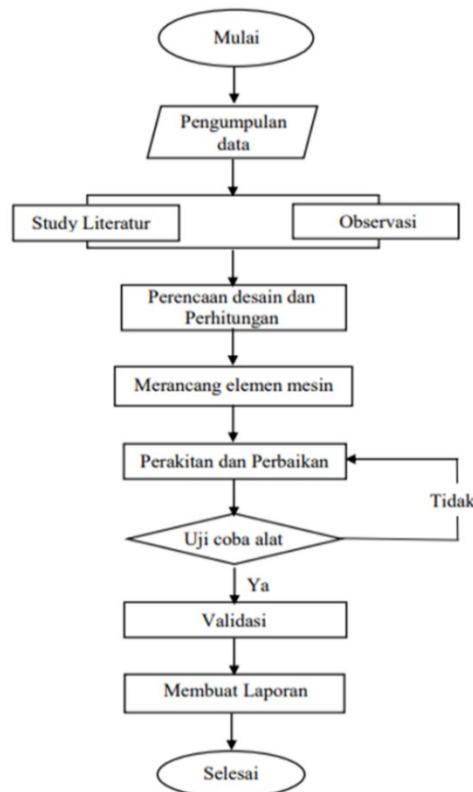 Mulai
Pengumpulan
data
Study Literatur
Observasi
Perencaan desain dan
Perhitungan
Merancang elemen mesin
Perakitan dan Perbaikan
Tidak
Uji coba alat
Ya
Validasi
Membuat Laporan
Selesai